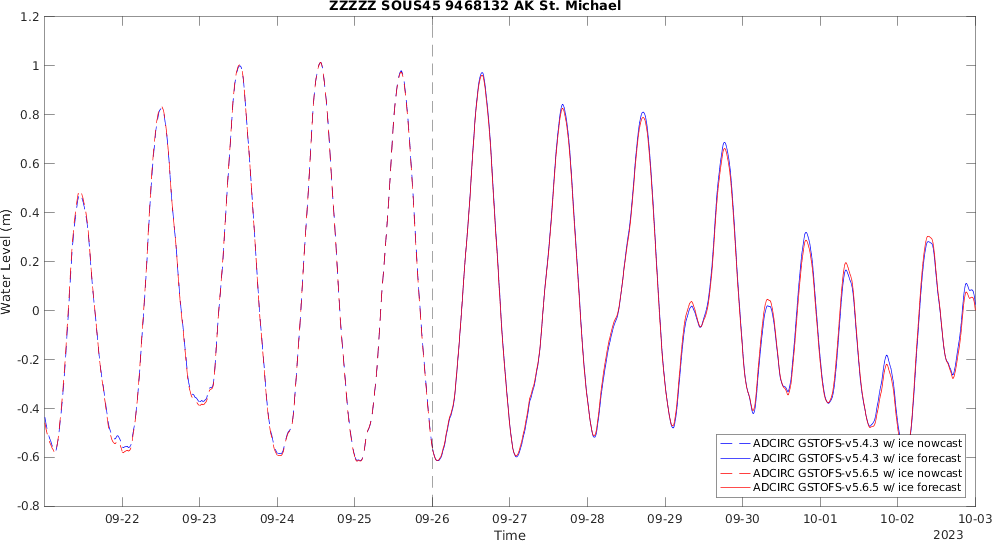 ZZZZZ SOUS45 9468132 AK St. Michael
1.2
1
0.8
0.6
0.4
0.2
0
-0.2
-0.4
-0.6
-0.8
Water Level (m)
ADCIRC GSTOFS-v5.4.3 w/ ice nowcast
ADCIRC GSTOFS-v5.4.3 w/ ice forecast
ADCIRC GSTOFS-v5.6.5 w/ ice nowcast
ADCIRC GSTOFS-v5.6.5 w/ ice forecast
09-22 09-23 09-24 09-25 09-26 09-27 09-28 09-29 09-30 10-01 10-02 10-03
Time
2023